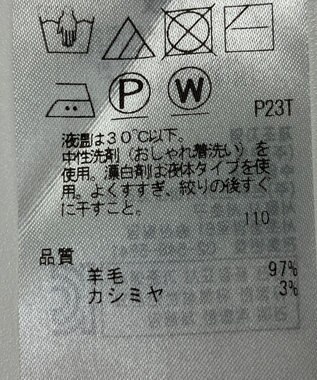 P
W
P23T
液温は30℃以下。
中性洗剤（おしゃれ着洗い）を
使用。漂白剤は液体タイプを使
用。よくすすぎ、絞りの後すぐ
に干すこと。
110
品質
羊毛 97%
カシミヤ 3%